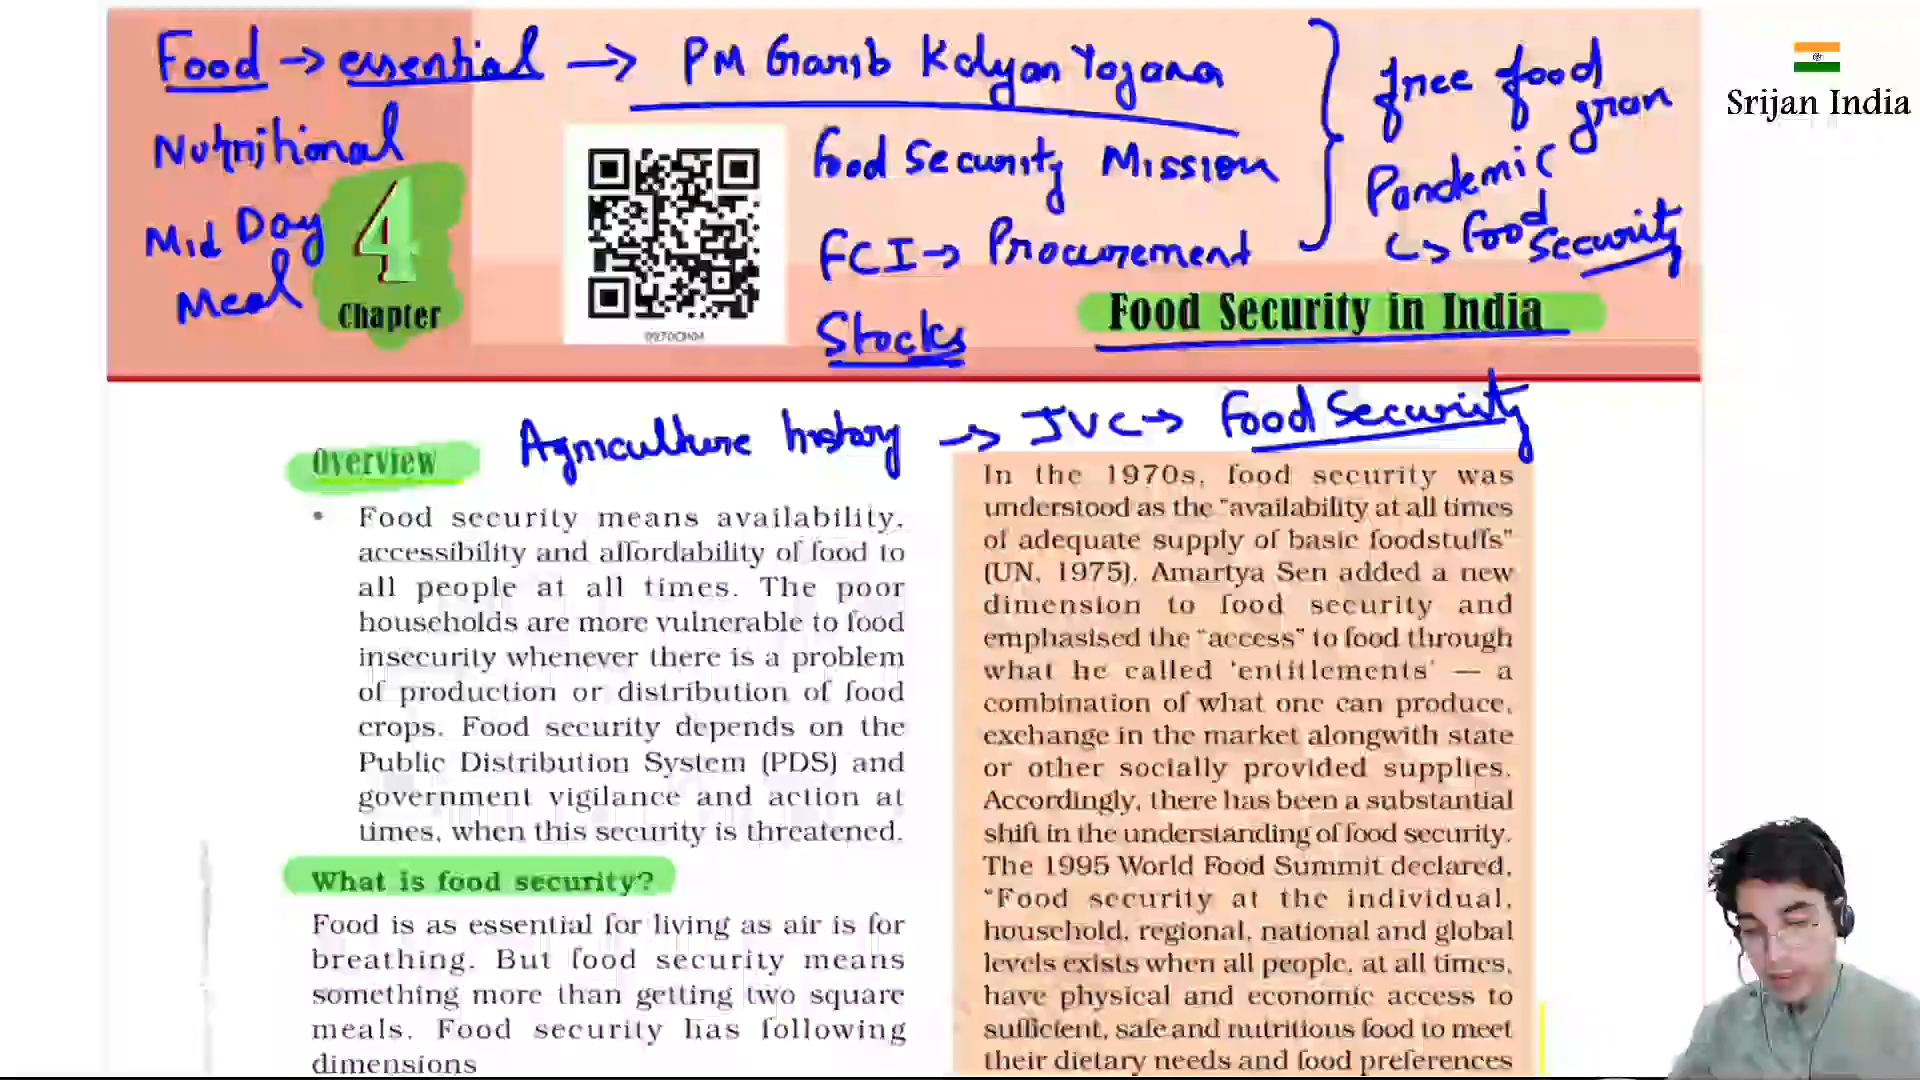 Food → essential → PM Garib Kalyan Yojana
free food
grain
Srijan India
Nutritional
Food Security Mission
Pandemic
Mid Day
Meal
4
Chapter
FCI → Procurement
↳ Food
Security
Stocks
Food Security in India
Agriculture history → JVC → Food Security
Overview
• Food security means availability,
accessibility and affordability of food to
all people at all times. The poor
households are more vulnerable to food
insecurity whenever there is a problem
of production or distribution of food
crops. Food security depends on the
Public Distribution System (PDS) and
government vigilance and action at
times, when this security is threatened.
What is food security?
Food is as essential for living as air is for
breathing. But food security means
something more than getting two square
meals. Food security has following
dimensions
In the 1970s, food security was
understood as the “availability at all times
of adequate supply of basic foodstuffs”
(UN, 1975). Amartya Sen added a new
dimension to food security and
emphasised the “access” to food through
what he called ‘entitlements’ — a
combination of what one can produce,
exchange in the market alongwith state
or other socially provided supplies.
Accordingly, there has been a substantial
shift in the understanding of food security.
The 1995 World Food Summit declared,
“Food security at the individual,
household, regional, national and global
levels exists when all people, at all times,
have physical and economic access to
sufficient, safe and nutritious food to meet
their dietary needs and food preferences